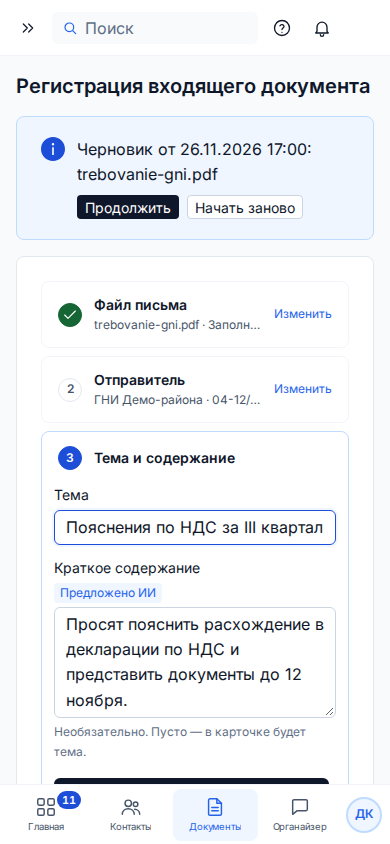 Поиск
Регистрация входящего документа
Черновик от 26.11.2026 17:00:
trebovanie-gni.pdf
Продолжить Начать заново
Файл письма
trebovanie-gni.pdf · Заполн...
Изменить
2
Отправитель
ГНИ Демо-района · 04-12/...
Изменить
3 Тема и содержание
Тема
Пояснения по НДС за III квартал
Краткое содержание
Предложено ИИ
Просят пояснить расхождение в
декларации по НДС и
представить документы до 12
ноября.
Необязательно. Пусто — в карточке будет
тема.
11
Главная Контакты Документы Органайзер ДК